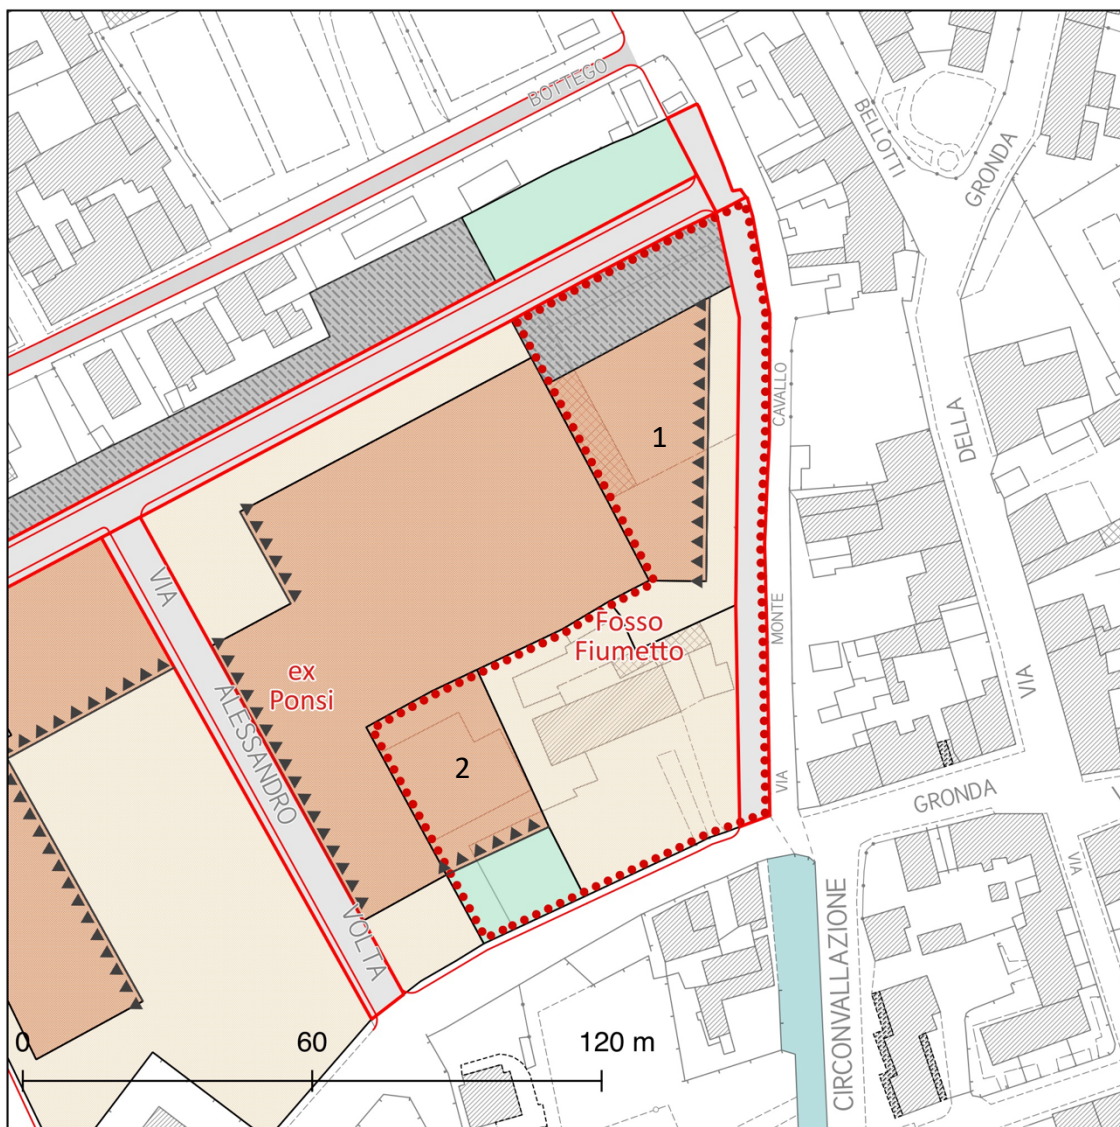 BOTTEGO
BELLOTTI
GRONDA
CAVALLO
1
DELLA
VIA
Fosso
Fiumetto
MONTE
VIA
ex
Ponsi
ALESSANDRO
2
VIA
VIA
GRONDA
VIA
VOLTA
CIRCONVALLAZIONE
0 60 120 m